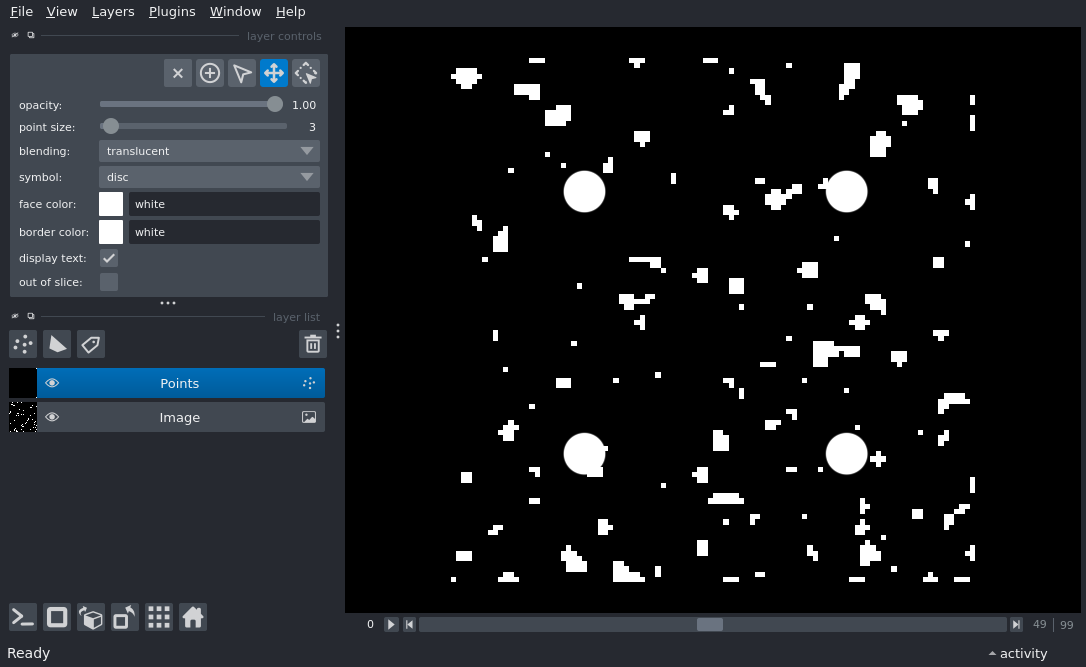 File View Layers Plugins Window Help
layer controls
opacity: 1.00
point size: 3
blending: translucent
symbol: disc
face color: white
border color: white
display text:
out of slice:
layer list
Points
Image
0 49 99
Ready activity